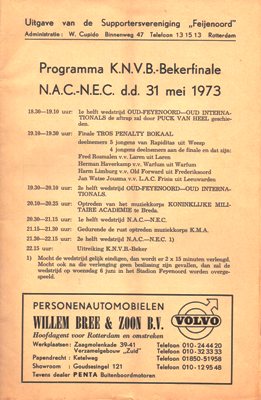 Uitgave van de Supportersvereniging „Feijenoord”
Administratie: W. Cupido Binnenweg 47 Telefoon 13 15 13 Rotterdam
Programma K.N.V.B.-Bekerfinale
N.A.C.-N.E.C. d.d. 31 mei 1973
18.30—19.10 uur: 1e helft wedstrijd OUD-FEYENOORD—OUD INTERNA-
TIONALS de aftrap zal door PUCK VAN HEEL geschie-
den.
19.10—19.30 uur: Finale TROS PENALTY BOKAAL
deelnemers 5 jongens van Rapiditas uit Weesp
4 jongens deelnemers aan de finale en dat zijn:
Fred Rosmalen v.v. Laren uit Laren
Herman Haverkamp v.v. Warfum uit Warfum
Harm Limburg v.v. Old Forward uit Frederiksoord
Jan Watse Jouwma v.v. L.A.C. Frisia uit Leeuwarden
19.30—20.10 uur: 2e helft wedstrijd OUD-FEYENOORD—OUD
INTERNATIONALS.
20.10—20.25 uur: Optreden van het muziekkorps KONINKLIJKE MILI-
TAIRE ACADEMIE te Breda.
20.30—21.15 uur: 1e helft wedstrijd N.A.C.—N.E.C.
21.15—21.30 uur: Gedurende de rust optreden muziekkorps K.M.A.
21.30—22.15 uur: 2e helft wedstrijd N.A.C.—N.E.C. 1)
22.15 uur: Uitreiking K.N.V.B.-Beker
1) Mocht de wedstrijd gelijk eindigen, dan wordt er 2 x 15 minuten verlengd.
Mocht ook na die verlenging geen beslissing zijn gevallen, dan zal de
wedstrijd op woensdag 6 juni in het Stadion Feyenoord worden overge-
speeld.
PERSONENAUTOMOBIELEN
WILLEM BREE & ZOON B.V.
Hoofdagent voor Rotterdam en omstreken
VOLVO
Werkplaatsen: Zaagmolenkade 39-41 Telefoon 010-24 44 20
Verzamelgebouw „Zuid” Telefoon 010-32 33 33
Papendrecht: Ketelweg Telefoon 01850-51958
Showroom : Goudsesingel 121 Telefoon 010-12 95 48
Tevens dealer PENTA Buitenboordmotoren